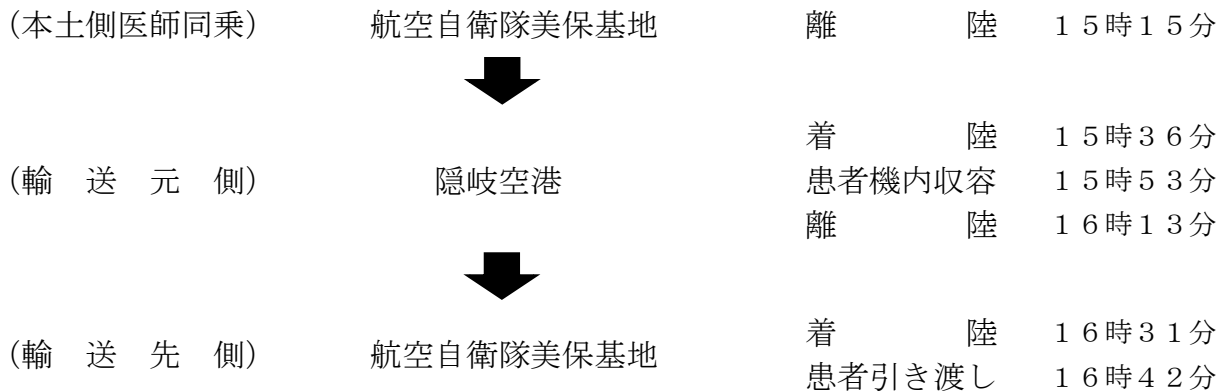 （本土側医師同乗）　航空自衛隊美保基地　離　陸　１５時１５分
着　陸　１５時３６分
（輸　送　元　側）　隠岐空港　患者機内収容　１５時５３分
離　陸　１６時１３分
着　陸　１６時３１分
（輸　送　先　側）　航空自衛隊美保基地
患者引き渡し　１６時４２分